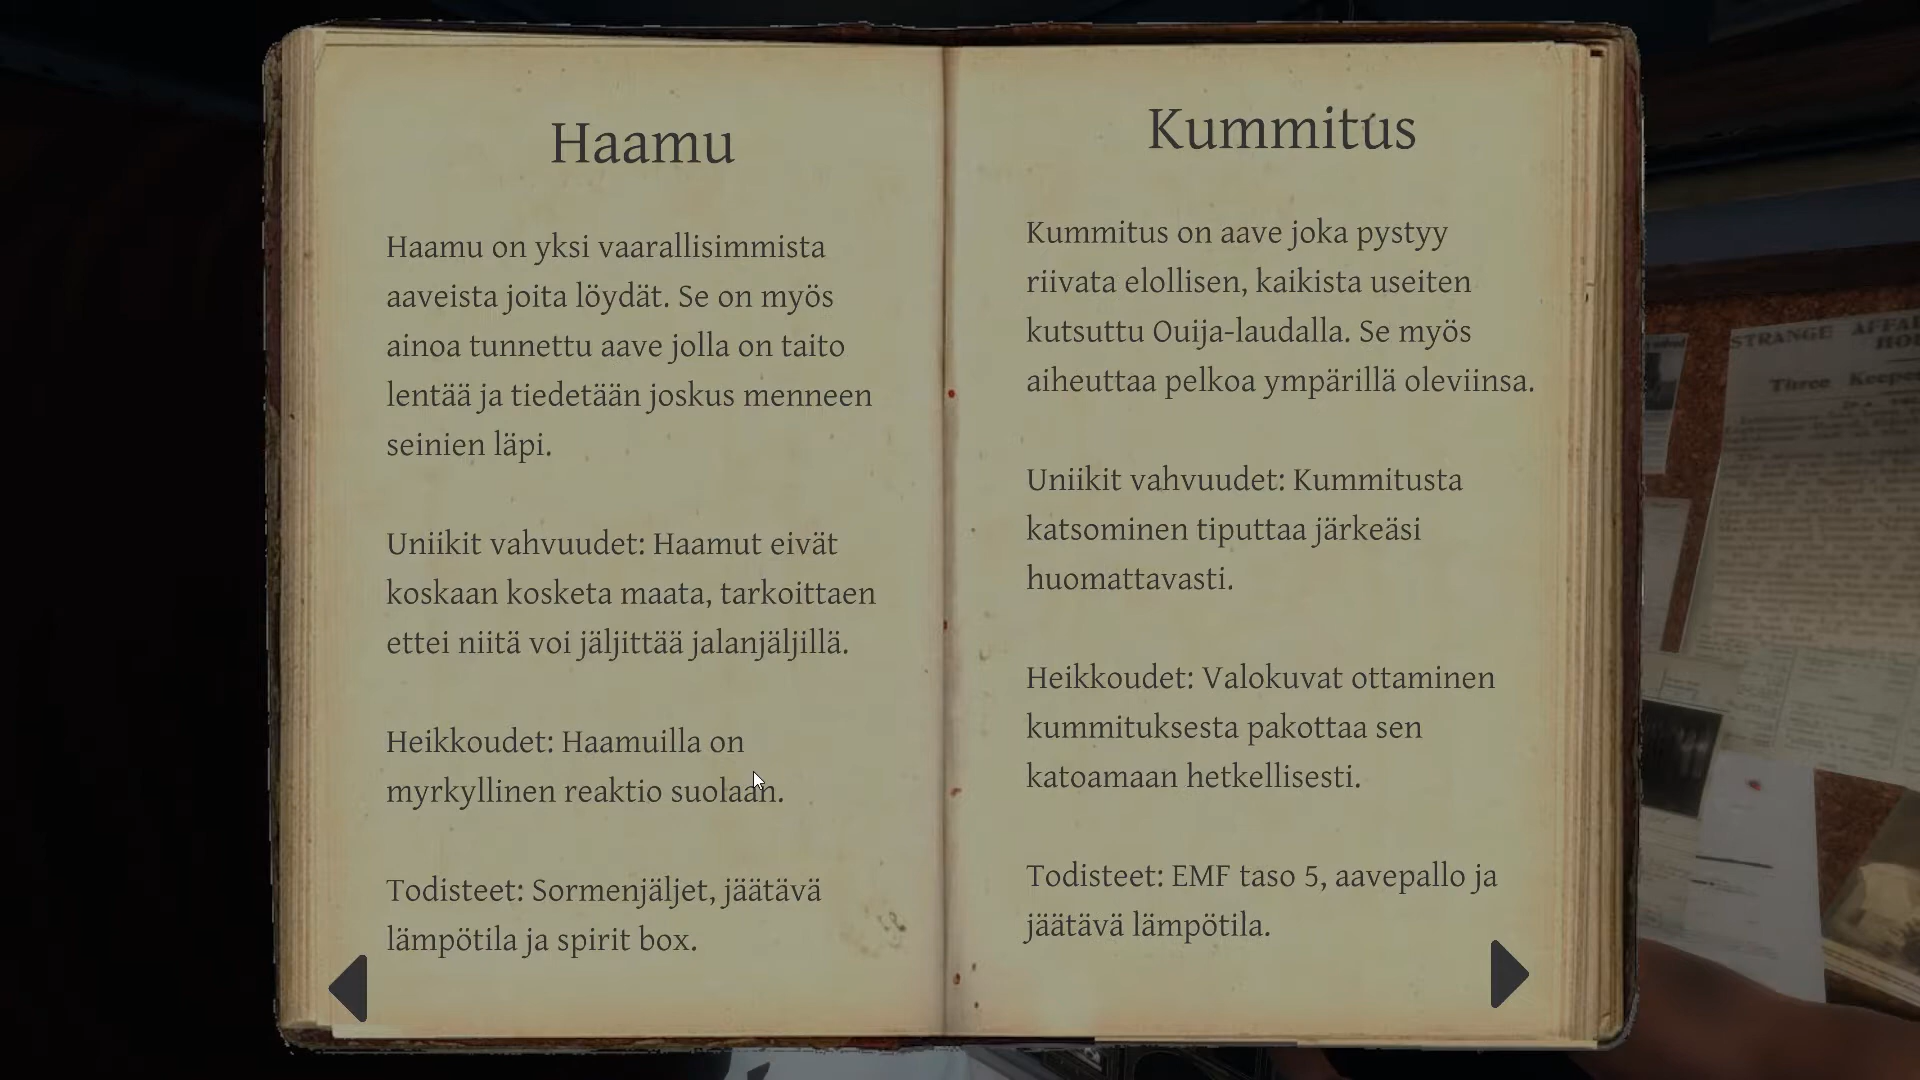 Haamu
Haamu on yksi vaarallisimmista
aaveista joita löydät. Se on myös
ainoa tunnettu aave jolla on taito
lentää ja tiedetään joskus menneen
seinien läpi.
Uniikit vahvuudet: Haamut eivät
koskaan kosketa maata, tarkoittaen
ettei niitä voi jäljittää jalanjäljillä.
Heikkoudet: Haamuilla on
myrkyllinen reaktio suolaan.
Todisteet: Sormenjäljet, jäätävä
lämpötila ja spirit box.
Kummitus
Kummitus on aave joka pystyy
riivata elollisen, kaikista useiten
kutsuttu Ouija-laudalla. Se myös
aiheuttaa pelkoa ympärillä oleviinsa.
Uniikit vahvuudet: Kummitusta
katsominen tiputtaa järkeäsi
huomattavasti.
Heikkoudet: Valokuvat ottaminen
kummituksesta pakottaa sen
katoamaan hetkellisesti.
Todisteet: EMF taso 5, aavepallo ja
jäätävä lämpötila.
STRANGE
Three